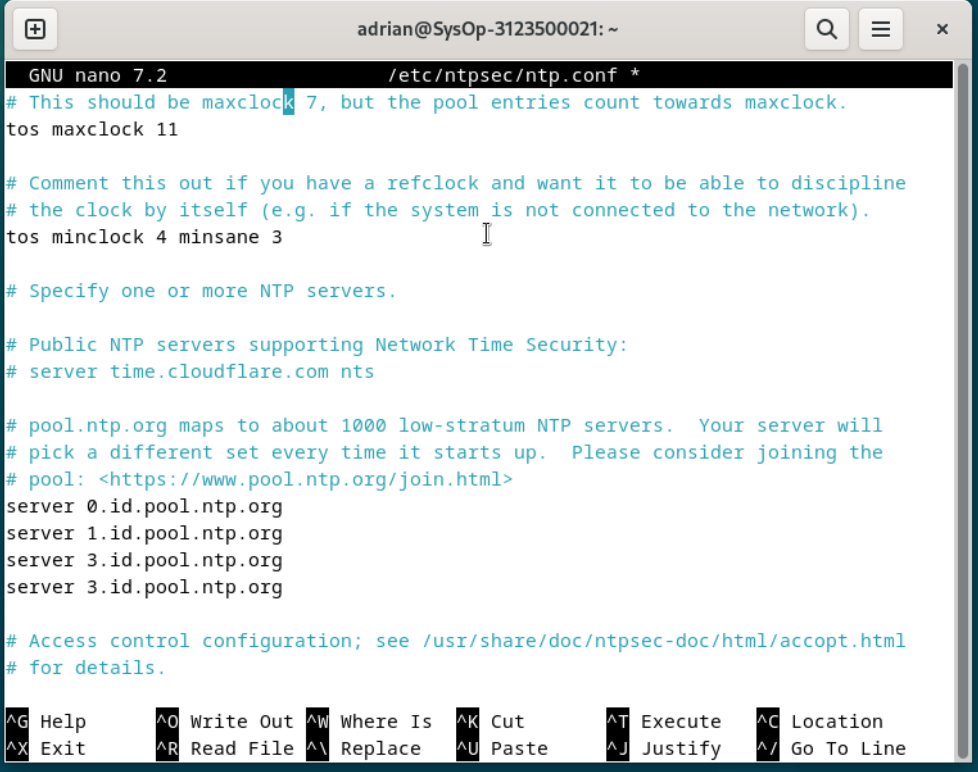 adrian@SysOp-3123500021: ~
GNU nano 7.2 /etc/ntpsec/ntp.conf *
# This should be maxclock 7, but the pool entries count towards maxclock.
tos maxclock 11
# Comment this out if you have a refclock and want it to be able to discipline
# the clock by itself (e.g. if the system is not connected to the network).
tos minclock 4 minsane 3
# Specify one or more NTP servers.
# Public NTP servers supporting Network Time Security:
# server time.cloudflare.com nts
# pool.ntp.org maps to about 1000 low-stratum NTP servers.  Your server will
# pick a different set every time it starts up.  Please consider joining the
# pool: <https://www.pool.ntp.org/join.html>
server 0.id.pool.ntp.org
server 1.id.pool.ntp.org
server 3.id.pool.ntp.org
server 3.id.pool.ntp.org
# Access control configuration; see /usr/share/doc/ntpsec-doc/html/accopt.html
# for details.
^G Help ^O Write Out ^W Where Is ^K Cut ^T Execute ^C Location
^X Exit ^R Read File ^\ Replace ^U Paste ^J Justify ^/ Go To Line